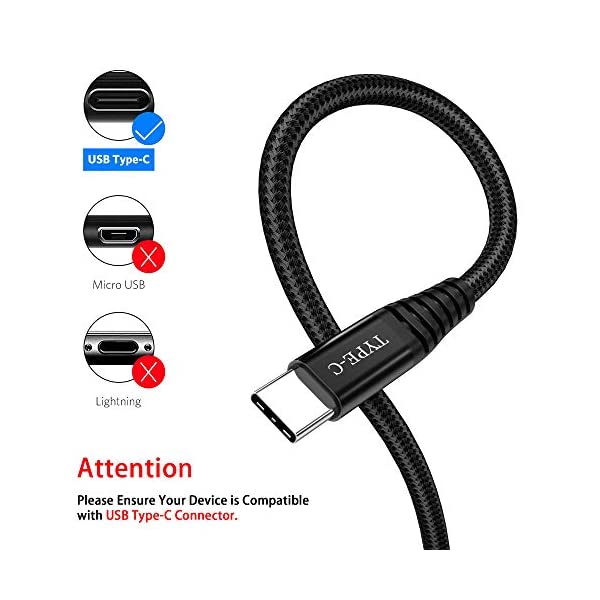 USB Type-C
Micro USB
Lightning
TYPE-C
Attention
Please Ensure Your Device is Compatible
with USB Type-C Connector.